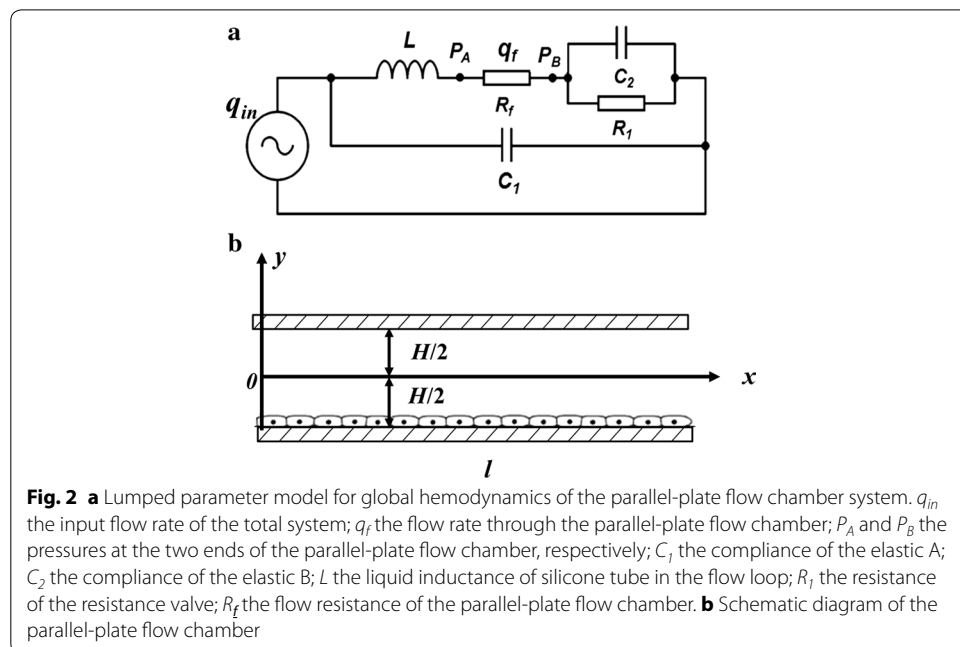 a
L
P_A
q_f
P_B
C_2
q_in
R_f
R_1
C_1
b
y
H/2
0
x
H/2
l
Fig. 2 a Lumped parameter model for global hemodynamics of the parallel-plate flow chamber system. q_in
the input flow rate of the total system; q_f the flow rate through the parallel-plate flow chamber; P_A and P_B the
pressures at the two ends of the parallel-plate flow chamber, respectively; C_1 the compliance of the elastic A;
C_2 the compliance of the elastic B; L the liquid inductance of silicone tube in the flow loop; R_1 the resistance
of the resistance valve; R_f the flow resistance of the parallel-plate flow chamber. b Schematic diagram of the
parallel-plate flow chamber